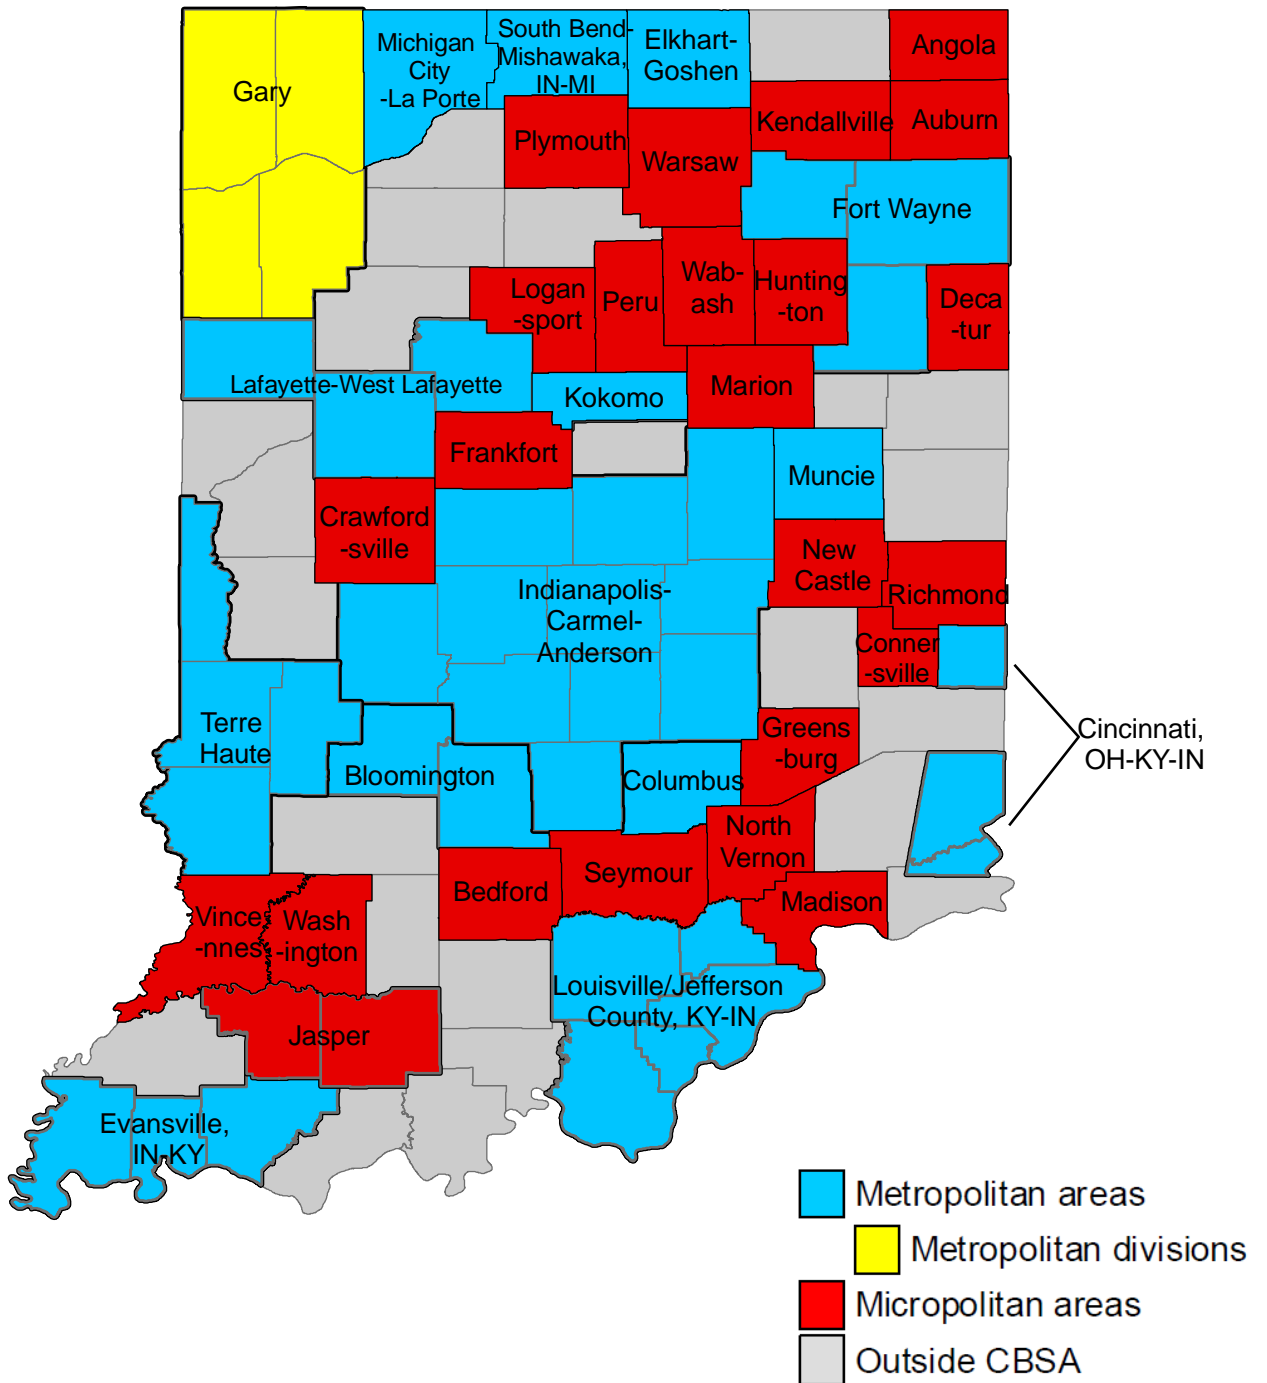 Michigan
City
-La Porte
South Bend-
Mishawaka,
IN-MI
Elkhart-
Goshen
Angola
Gary
Plymouth
Warsaw
Kendallville
Auburn
Fort Wayne
Logan
-sport
Peru
Wab-
ash
Hunting
-ton
Deca
-tur
Lafayette-West Lafayette
Kokomo
Marion
Frankfort
Muncie
Crawford
-sville
New
Castle
Richmond
Indianapolis-
Carmel-
Anderson
Conner
-sville
Terre
Haute
Bloomington
Columbus
Greens
-burg
Cincinnati,
OH-KY-IN
North
Vernon
Seymour
Bedford
Madison
Vince
-nnes
Wash
-ington
Louisville/Jefferson
County, KY-IN
Jasper
Evansville,
IN-KY
Metropolitan areas
Metropolitan divisions
Micropolitan areas
Outside CBSA